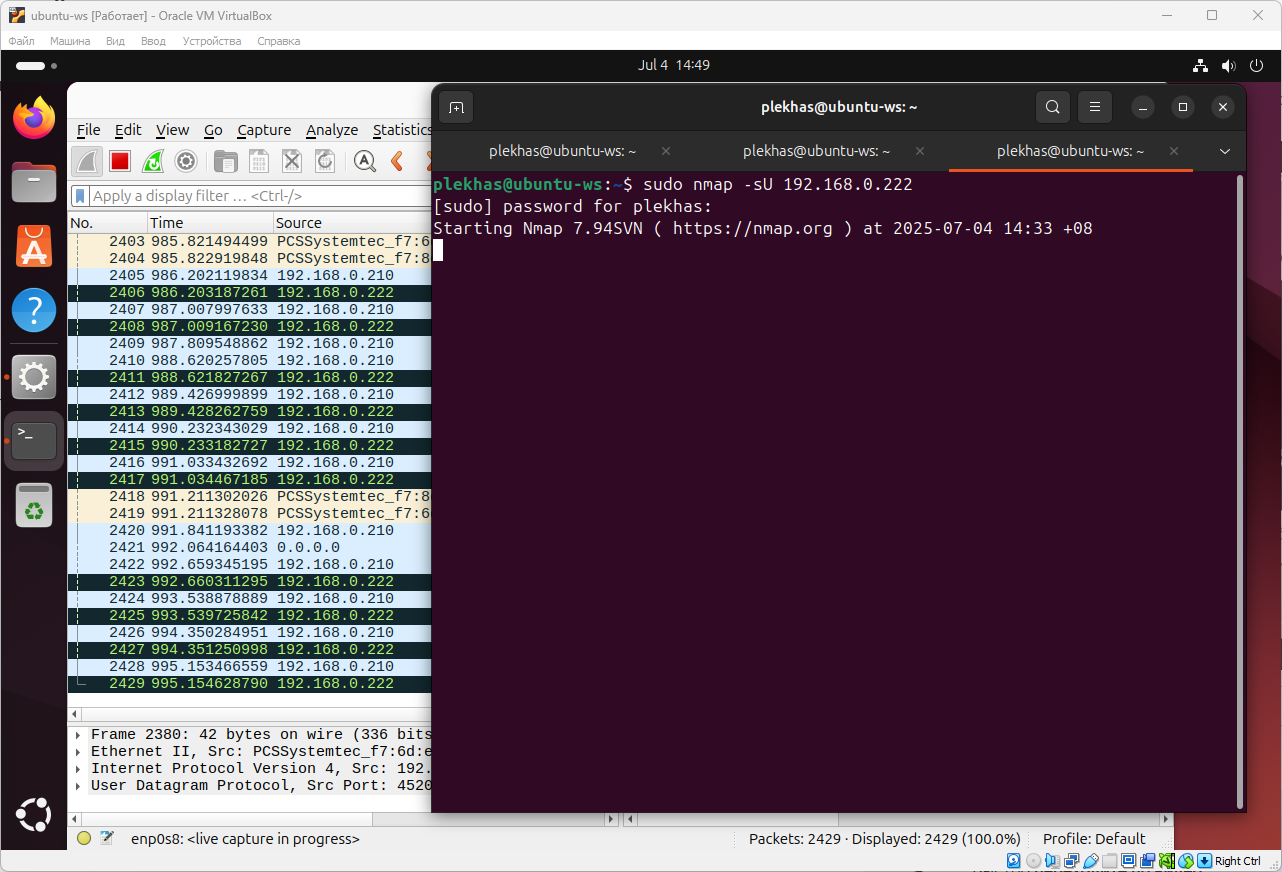 ubuntu-ws [Работает] - Oracle VM VirtualBox
Файл Машина Вид Ввод Устройства Справка
Jul 4 14:49
plekhas@ubuntu-ws: ~
File Edit View Go Capture Analyze Statistics
plekhas@ubuntu-ws: ~ plekhas@ubuntu-ws: ~ plekhas@ubuntu-ws: ~
Apply a display filter … <Ctrl-/>
No. Time Source
2403 985.821494499 PCSSystemtec_f7:6
2404 985.822919848 PCSSystemtec_f7:8
2405 986.202119834 192.168.0.210
2406 986.203187261 192.168.0.222
2407 987.007997633 192.168.0.210
2408 987.009167230 192.168.0.222
2409 987.809548862 192.168.0.210
2410 988.620257805 192.168.0.210
2411 988.621827267 192.168.0.222
2412 989.426999899 192.168.0.210
2413 989.428262759 192.168.0.222
2414 990.232343029 192.168.0.210
2415 990.233182727 192.168.0.222
2416 991.033432692 192.168.0.210
2417 991.034467185 192.168.0.222
2418 991.211302026 PCSSystemtec_f7:8
2419 991.211328078 PCSSystemtec_f7:6
2420 991.841193382 192.168.0.210
2421 992.064164403 0.0.0.0
2422 992.659345195 192.168.0.210
2423 992.660311295 192.168.0.222
2424 993.538878889 192.168.0.210
2425 993.539725842 192.168.0.222
2426 994.350284951 192.168.0.210
2427 994.351250998 192.168.0.222
2428 995.153466559 192.168.0.210
2429 995.154628790 192.168.0.222
Frame 2380: 42 bytes on wire (336 bits
Ethernet II, Src: PCSSystemtec_f7:6d:e
Internet Protocol Version 4, Src: 192.
User Datagram Protocol, Src Port: 4520
plekhas@ubuntu-ws:~$ sudo nmap -sU 192.168.0.222
[sudo] password for plekhas:
Starting Nmap 7.94SVN ( https://nmap.org ) at 2025-07-04 14:33 +08
enp0s8: <live capture in progress> Packets: 2429 · Displayed: 2429 (100.0%) Profile: Default
Right Ctrl